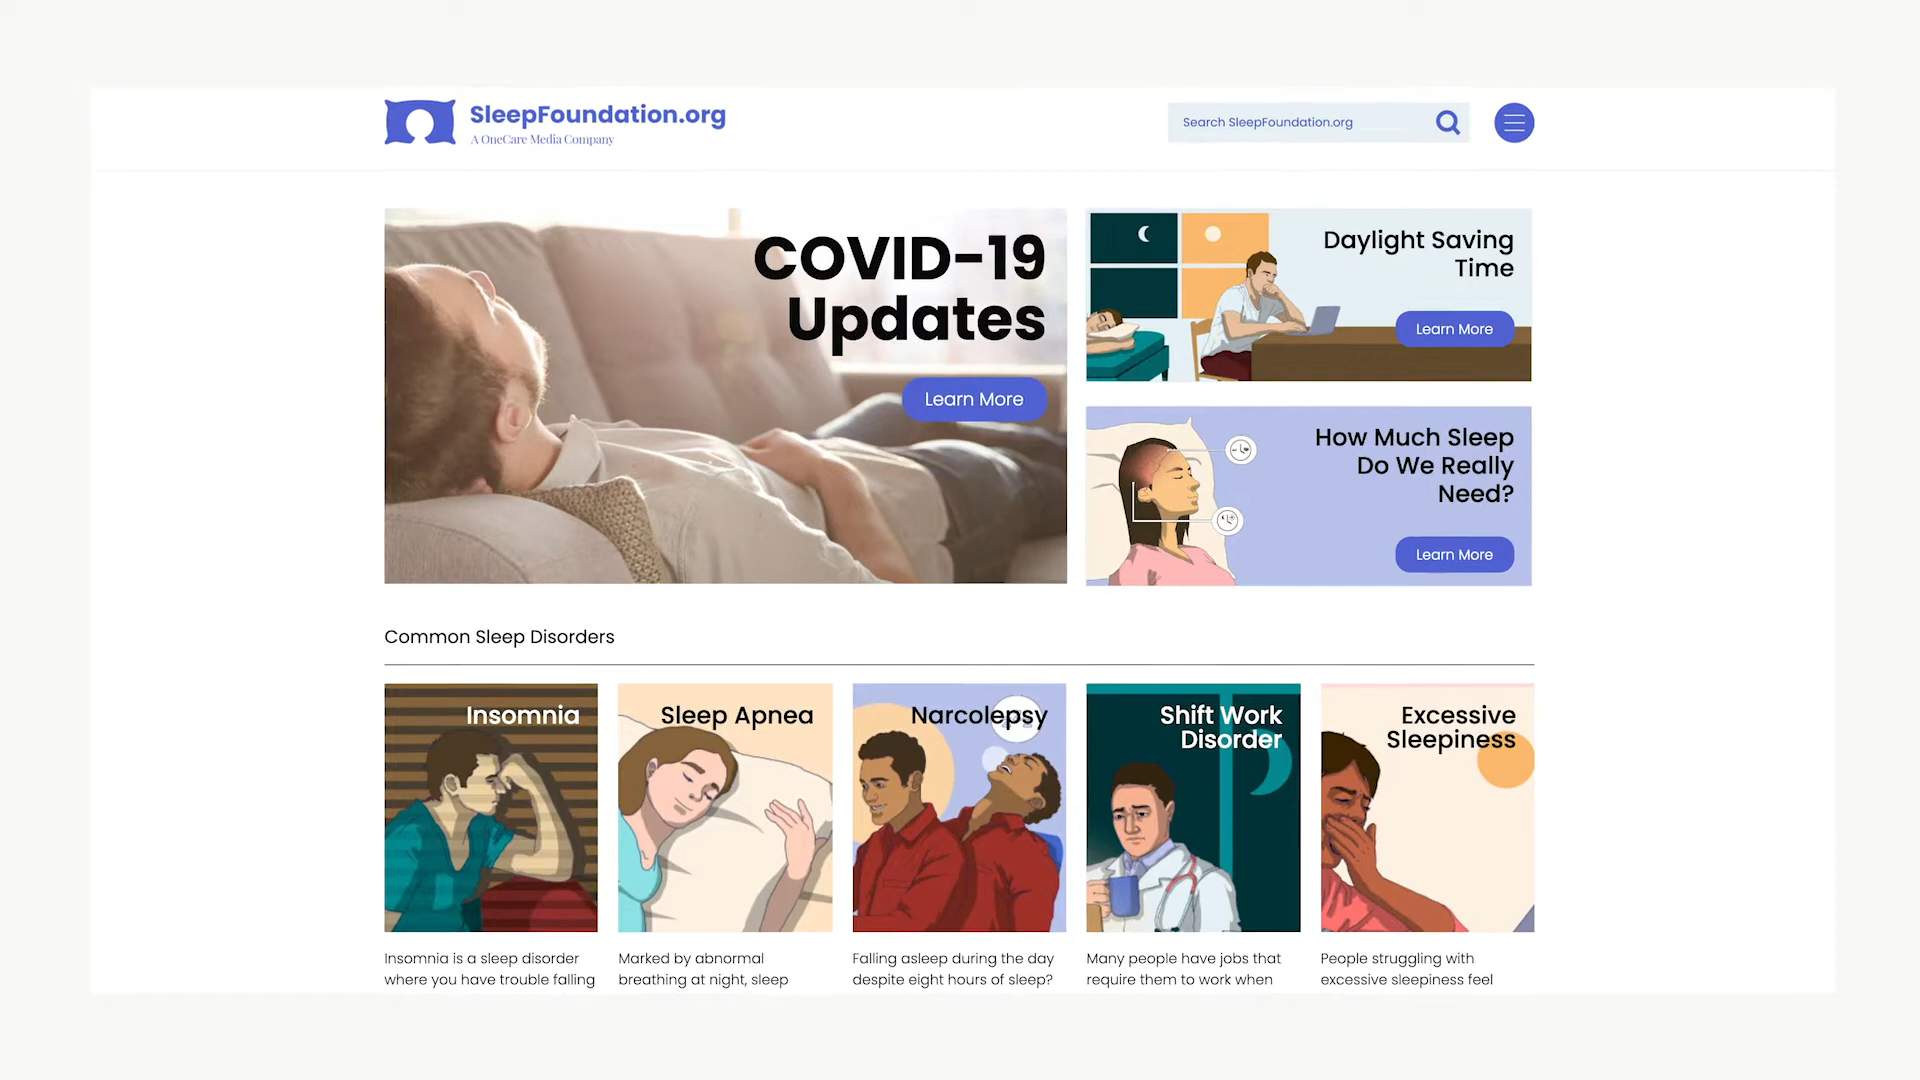 SleepFoundation.org
A OneCare Media Company
Search SleepFoundation.org
COVID-19
Updates
Learn More
Daylight Saving
Time
Learn More
How Much Sleep
Do We Really
Need?
Learn More
Common Sleep Disorders
Insomnia
Sleep Apnea
Narcolepsy
Shift Work
Disorder
Excessive
Sleepiness
Insomnia is a sleep disorder
where you have trouble falling
Marked by abnormal
breathing at night, sleep
Falling asleep during the day
despite eight hours of sleep?
Many people have jobs that
require them to work when
People struggling with
excessive sleepiness feel